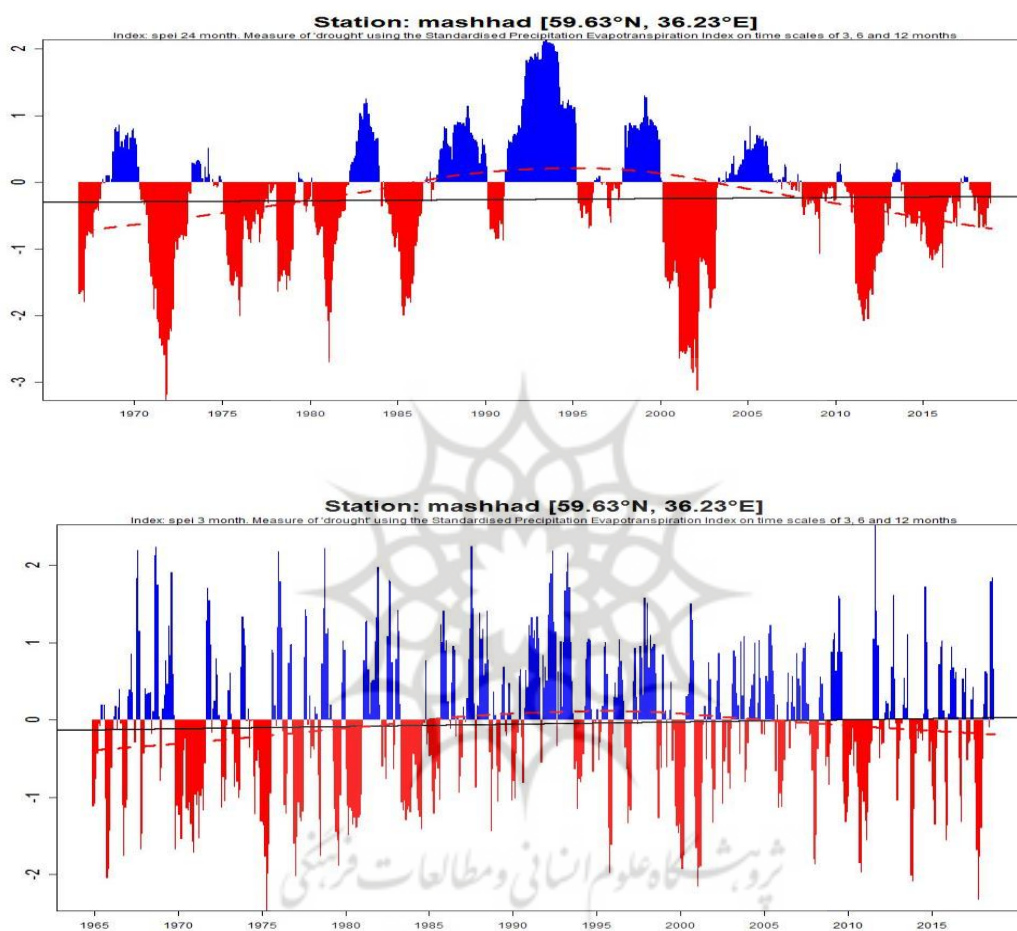 Station: mashhad [59.63°N, 36.23°E]
Index: spei 24 month. Measure of 'drought' using the Standardised Precipitation Evapotranspiration Index on time scales of 3, 6 and 12 months
2
1
0
-1
-2
-3
1970 1975 1980 1985 1990 1995 2000 2005 2010 2015
Station: mashhad [59.63°N, 36.23°E]
Index: spei 3 month. Measure of 'drought' using the Standardised Precipitation Evapotranspiration Index on time scales of 3, 6 and 12 months
2
1
0
-1
-2
پژوهشگاه علوم انسانی و مطالعات فرهنگی
1965 1970 1975 1980 1985 1990 1995 2000 2005 2010 2015